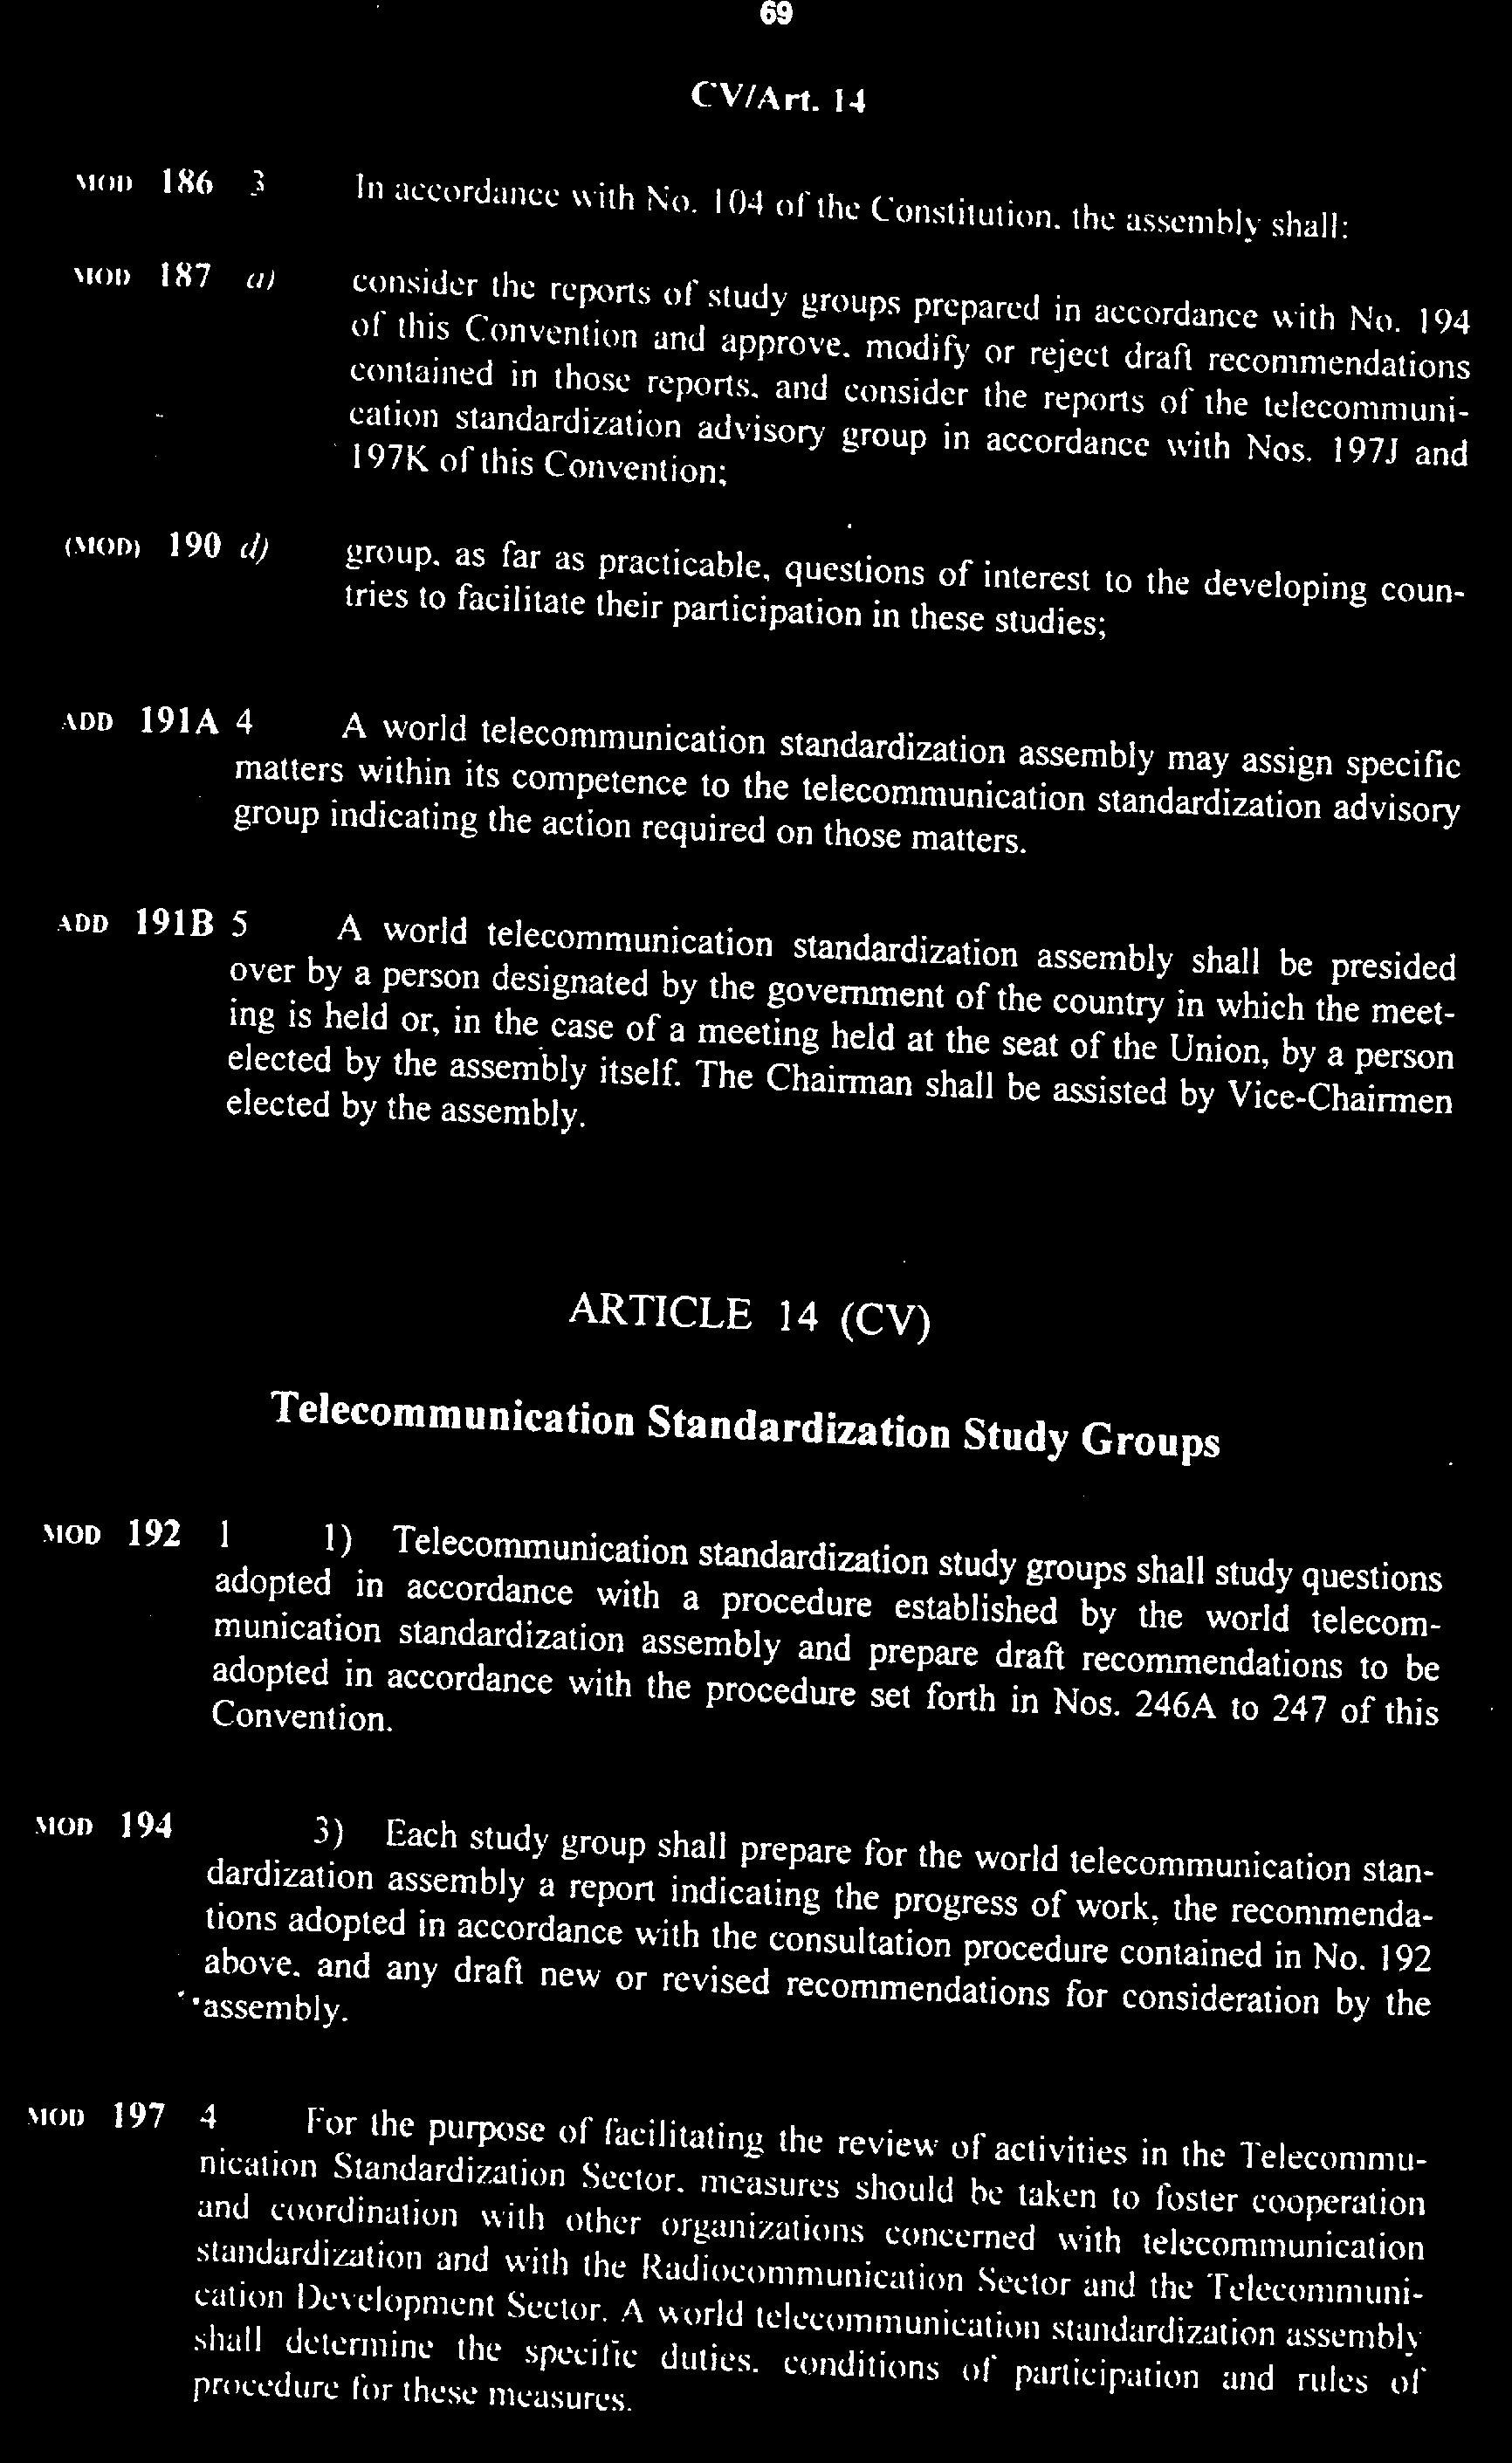 69
CV/Art. 14
MOD 186 3 In accordance with No. 104 of the Constitution, the assembly shall:
MOD 187 a) consider the reports of study groups prepared in accordance with No. 194
of this Convention and approve, modify or reject draft recommendations
contained in those reports, and consider the reports of the telecommuni-
cation standardization advisory group in accordance with Nos. 197J and
197K of this Convention;
(MOD) 190 d) group, as far as practicable, questions of interest to the developing coun-
tries to facilitate their participation in these studies;
ADD 191A 4 A world telecommunication standardization assembly may assign specific
matters within its competence to the telecommunication standardization advisory
group indicating the action required on those matters.
ADD 191B 5 A world telecommunication standardization assembly shall be presided
over by a person designated by the government of the country in which the meet-
ing is held or, in the case of a meeting held at the seat of the Union, by a person
elected by the assembly itself. The Chairman shall be assisted by Vice-Chairmen
elected by the assembly.
ARTICLE 14 (CV)
Telecommunication Standardization Study Groups
MOD 192 1 1) Telecommunication standardization study groups shall study questions
adopted in accordance with a procedure established by the world telecom-
munication standardization assembly and prepare draft recommendations to be
adopted in accordance with the procedure set forth in Nos. 246A to 247 of this
Convention.
MOD 194 3) Each study group shall prepare for the world telecommunication stan-
dardization assembly a report indicating the progress of work, the recommenda-
tions adopted in accordance with the consultation procedure contained in No. 192
above, and any draft new or revised recommendations for consideration by the
assembly.
MOD 197 4 For the purpose of facilitating the review of activities in the Telecommu-
nication Standardization Sector, measures should be taken to foster cooperation
and coordination with other organizations concerned with telecommunication
standardization and with the Radiocommunication Sector and the Telecommuni-
cation Development Sector. A world telecommunication standardization assembly
shall determine the specific duties, conditions of participation and rules of
procedure for these measures.